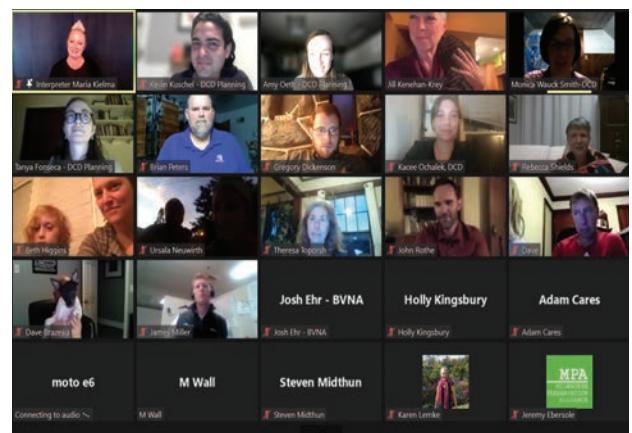 Interpreter Maria Kielma
Kevin Kuschel - DCD Planning
Amy Oeth - DCD Planning
Jill Kenehan-Krey
Monica Wauck Smith-DCD
Tanya Fonseca - DCD Planning
Brian Peters
Gregory Dickenson
Kacee Ochalek, DCD
Rebecca Shields
Beth Higgins
Ursala Neuwirth
Theresa Toporsh
John Rothe
Dave
Dave Brazeau
James Miller
Josh Ehr - BVNA
Josh Ehr - BVNA
Holly Kingsbury
Holly Kingsbury
Adam Cares
Adam Cares
moto e6
Connecting to audio
M Wall
M Wall
Steven Midthun
Steven Midthun
Karen Lemke
MPA
Jeremy Ebersole